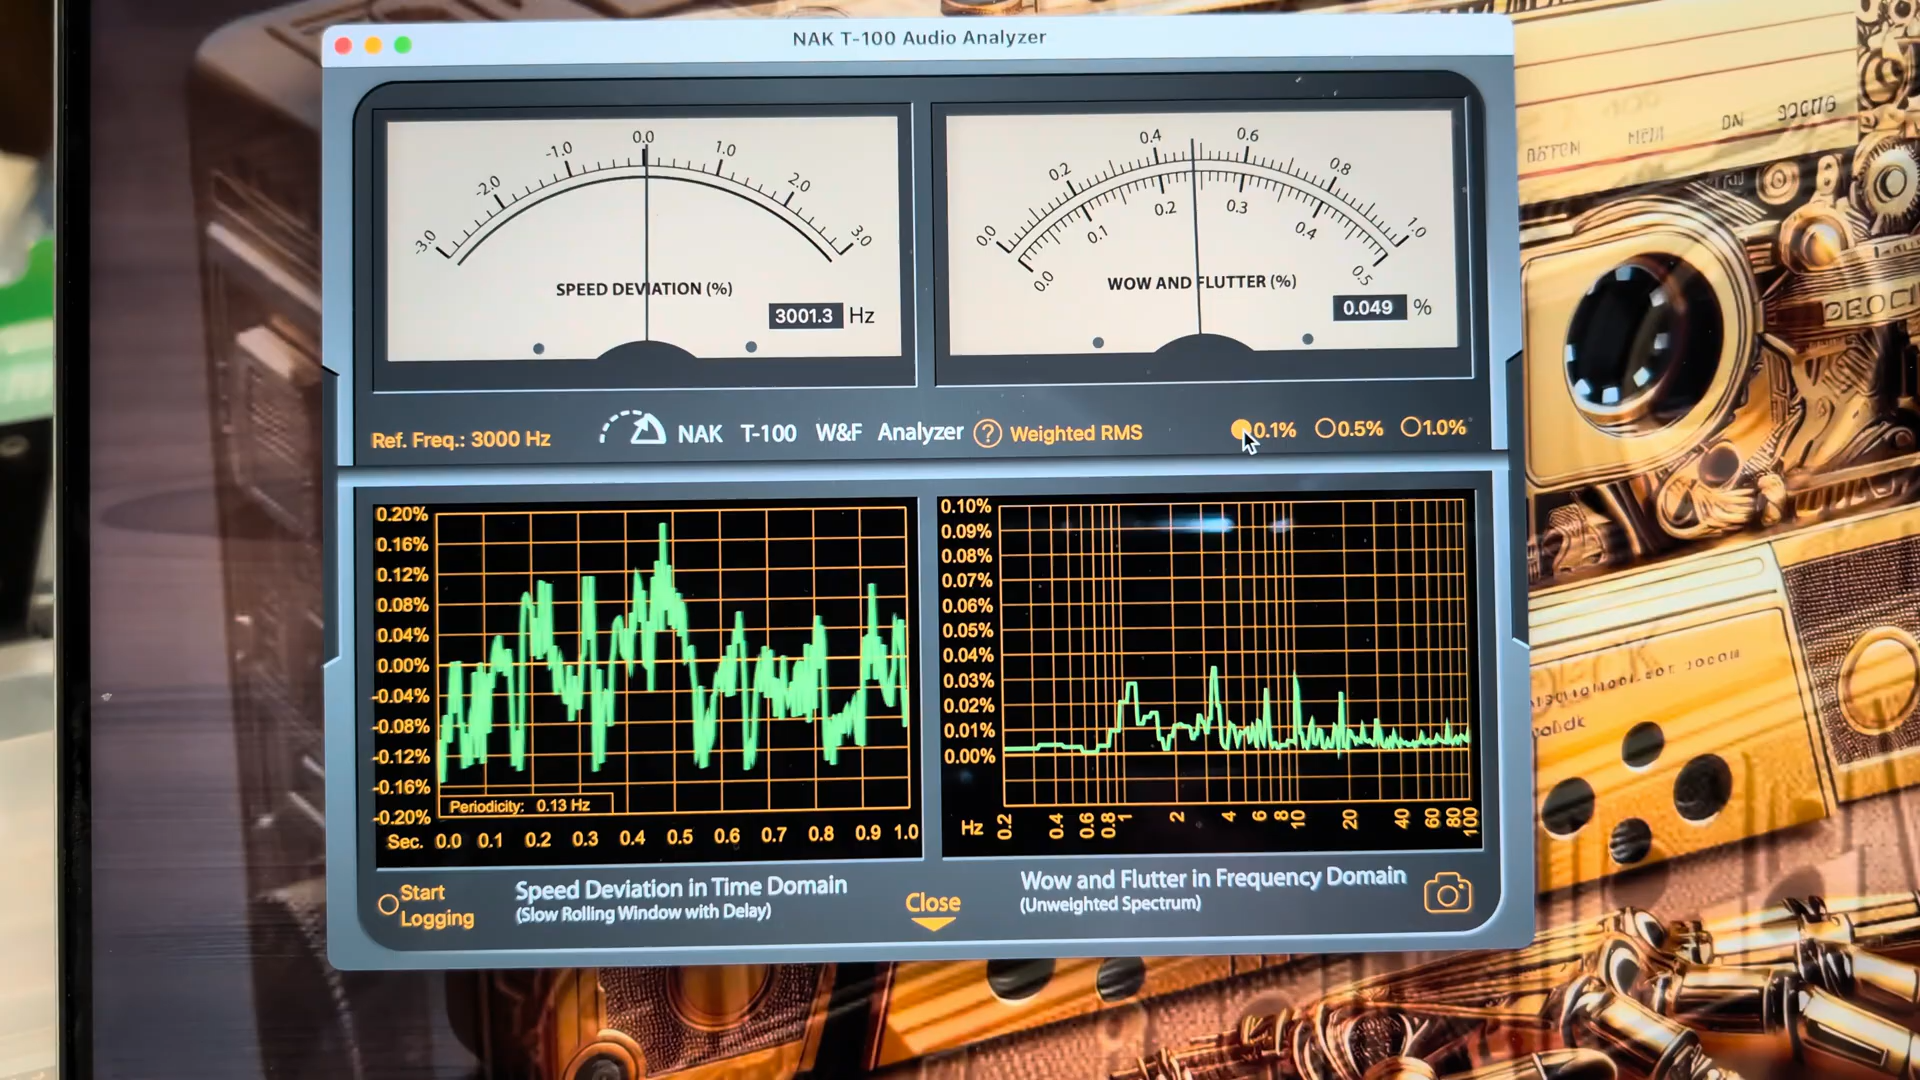 NAK T-100 Audio Analyzer
-3.0 -2.0 -1.0 0.0 1.0 2.0 3.0
SPEED DEVIATION (%)
3001.3 Hz
0.0 0.2 0.4 0.6 0.8 1.0
0.0 0.1 0.2 0.3 0.4 0.5
WOW AND FLUTTER (%)
0.049 %
Ref. Freq.: 3000 Hz
NAK T-100 W&F Analyzer
? Weighted RMS
0.1% 0.5% 1.0%
0.20%
0.16%
0.12%
0.08%
0.04%
0.00%
-0.04%
-0.08%
-0.12%
-0.16%
-0.20%
Periodicity: 0.13 Hz
Sec. 0.0 0.1 0.2 0.3 0.4 0.5 0.6 0.7 0.8 0.9 1.0
0.10%
0.09%
0.08%
0.07%
0.06%
0.05%
0.04%
0.03%
0.02%
0.01%
0.00%
Hz 0.2 0.4 0.6 0.8 1 2 4 6 8 10 20 40 60 80 100
Start
Logging
Speed Deviation in Time Domain
(Slow Rolling Window with Delay)
Close
Wow and Flutter in Frequency Domain
(Unweighted Spectrum)